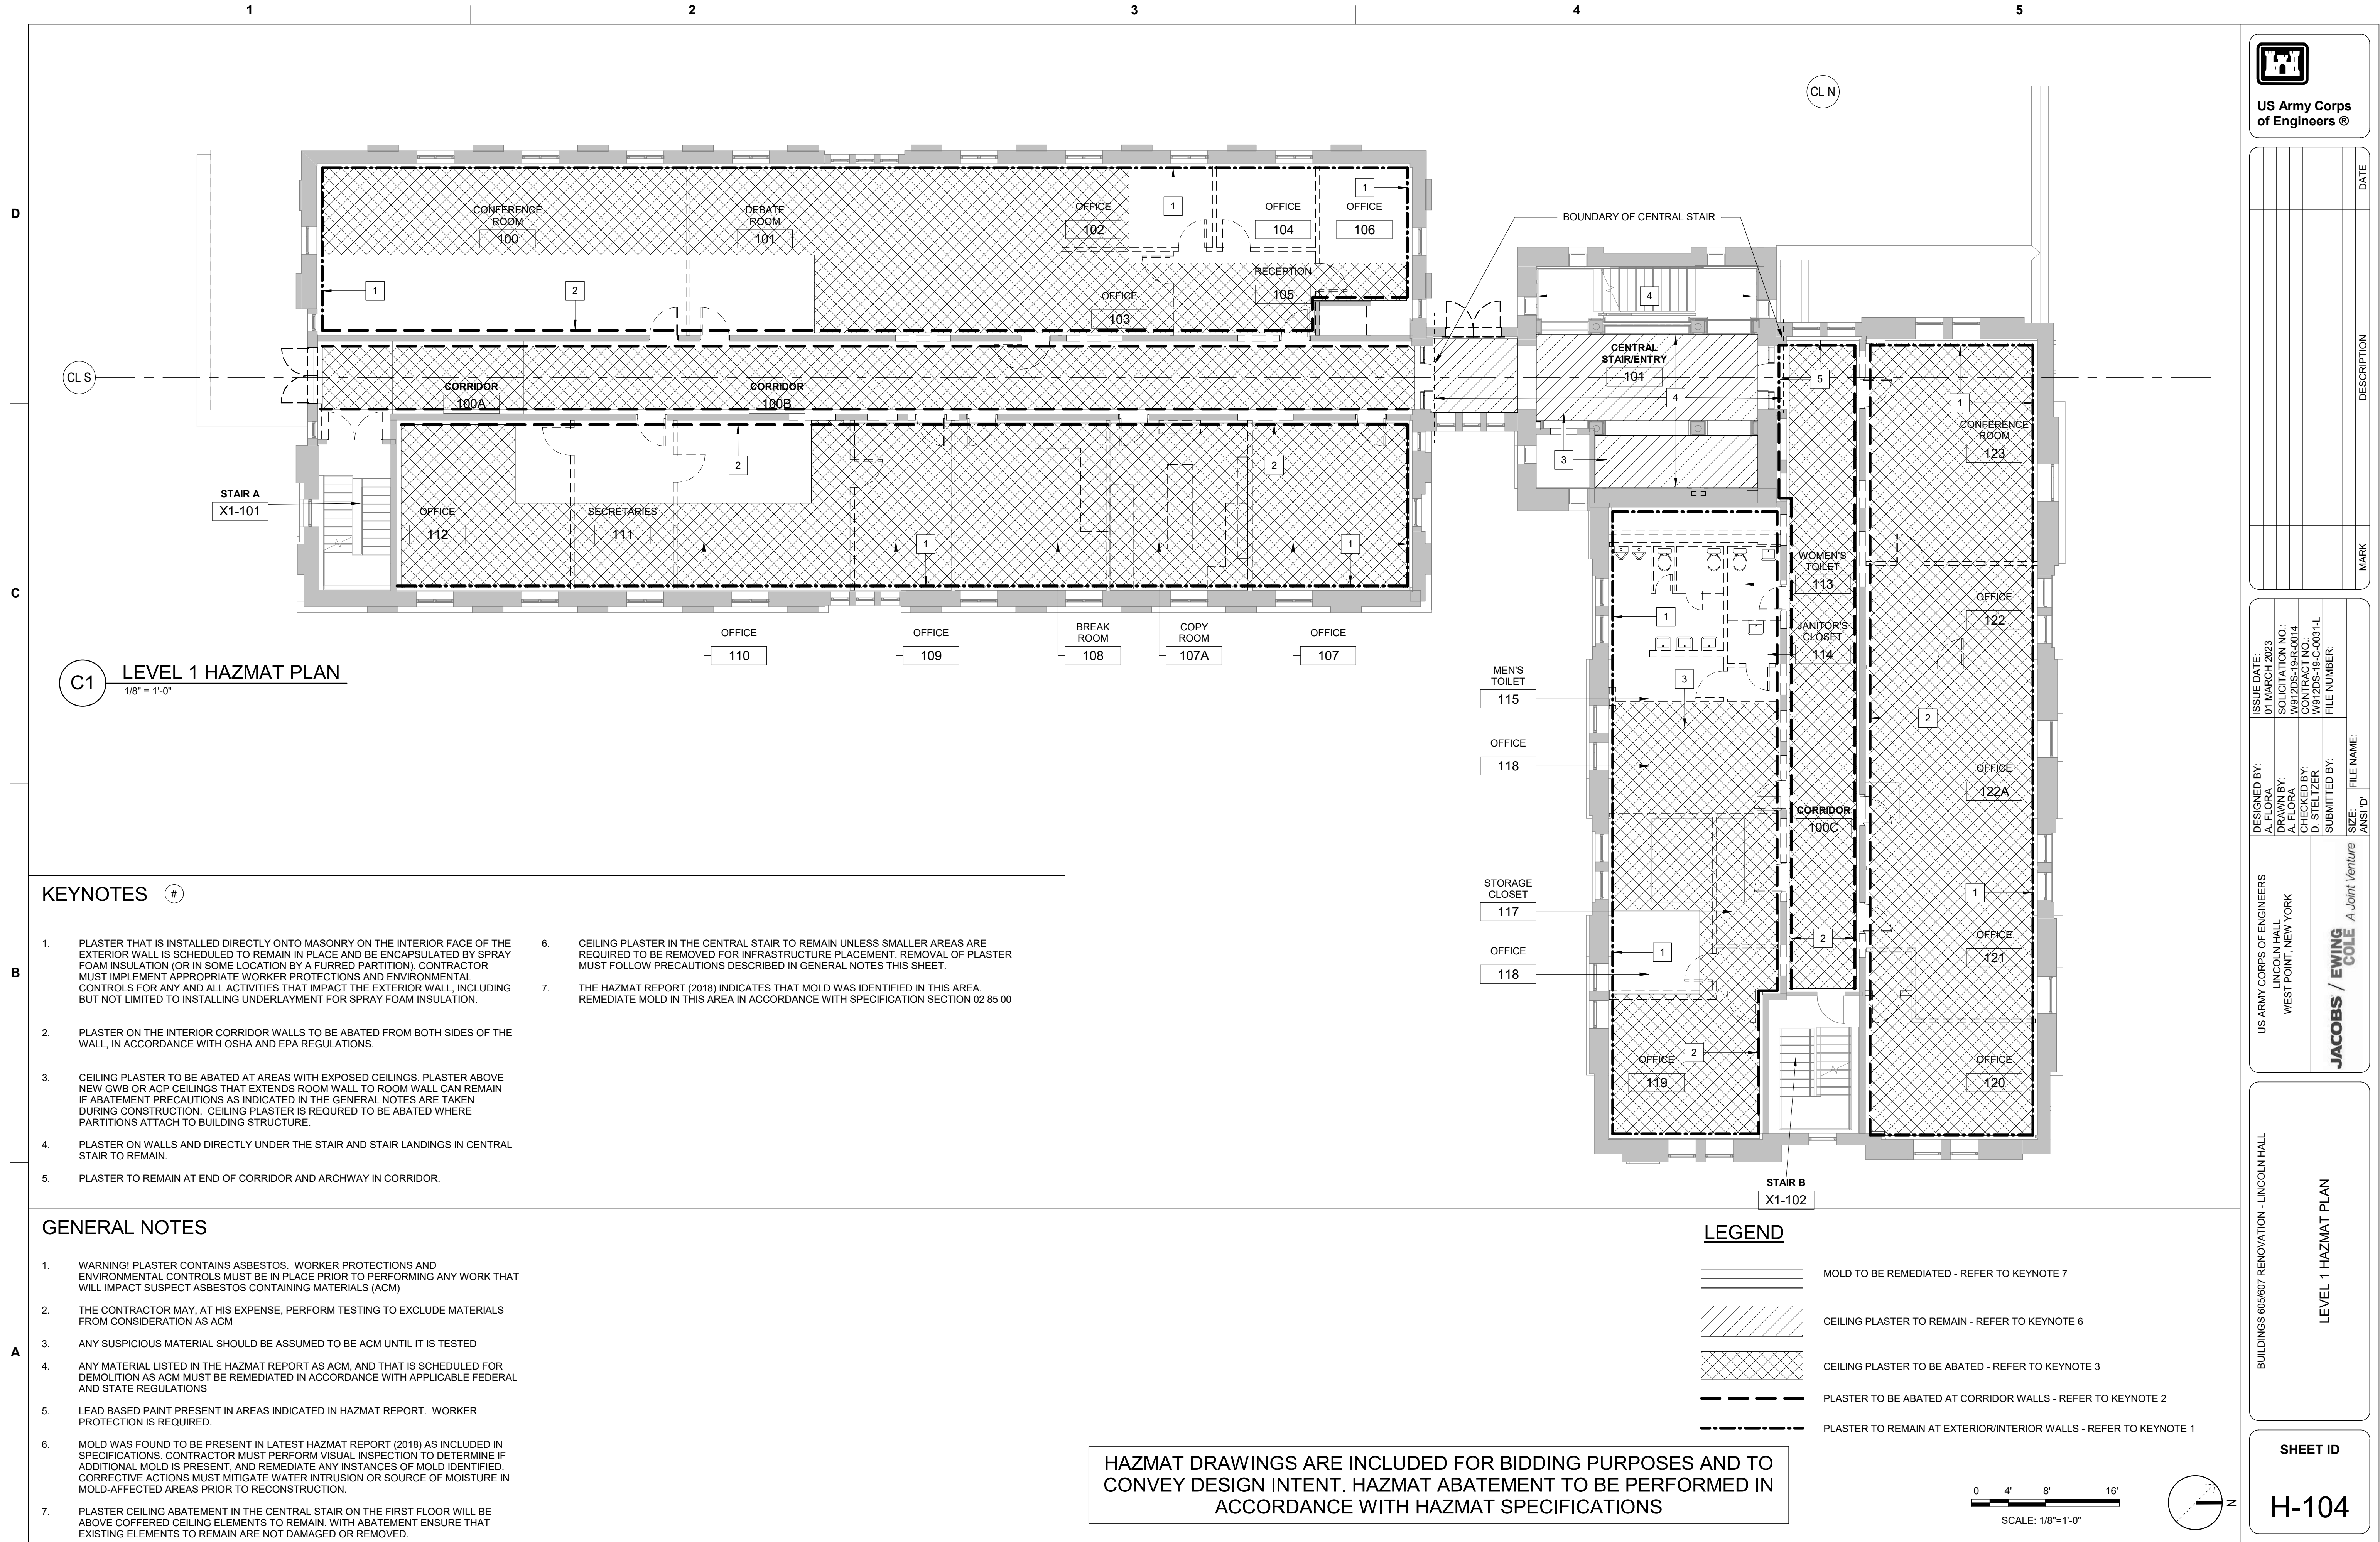 1 2 3 4 5
D
C
B
A
CL N
CL S
CONFERENCE
ROOM
100
DEBATE
ROOM
101
OFFICE
102
OFFICE
104
OFFICE
106
RECEPTION
105
OFFICE
103
1
1
1
2
BOUNDARY OF CENTRAL STAIR
4
CENTRAL
STAIR/ENTRY
101
4
3
5
CORRIDOR
100A
CORRIDOR
100B
STAIR A
X1-101
OFFICE
112
SECRETARIES
111
2
2
1
1
OFFICE
110
OFFICE
109
BREAK
ROOM
108
COPY
ROOM
107A
OFFICE
107
1
CONFERENCE
ROOM
123
WOMEN'S
TOILET
113
JANITOR'S
CLOSET
114
1
3
MEN'S
TOILET
115
OFFICE
118
STORAGE
CLOSET
117
OFFICE
118
OFFICE
122
2
OFFICE
122A
CORRIDOR
100C
1
OFFICE
121
2
1
2
OFFICE
119
OFFICE
120
STAIR B
X1-102
C1 LEVEL 1 HAZMAT PLAN
1/8" = 1'-0"
KEYNOTES #
1. PLASTER THAT IS INSTALLED DIRECTLY ONTO MASONRY ON THE INTERIOR FACE OF THE
EXTERIOR WALL IS SCHEDULED TO REMAIN IN PLACE AND BE ENCAPSULATED BY SPRAY
FOAM INSULATION (OR IN SOME LOCATION BY A FURRED PARTITION). CONTRACTOR
MUST IMPLEMENT APPROPRIATE WORKER PROTECTIONS AND ENVIRONMENTAL
CONTROLS FOR ANY AND ALL ACTIVITIES THAT IMPACT THE EXTERIOR WALL, INCLUDING
BUT NOT LIMITED TO INSTALLING UNDERLAYMENT FOR SPRAY FOAM INSULATION.
2. PLASTER ON THE INTERIOR CORRIDOR WALLS TO BE ABATED FROM BOTH SIDES OF THE
WALL, IN ACCORDANCE WITH OSHA AND EPA REGULATIONS.
3. CEILING PLASTER TO BE ABATED AT AREAS WITH EXPOSED CEILINGS. PLASTER ABOVE
NEW GWB OR ACP CEILINGS THAT EXTENDS ROOM WALL TO ROOM WALL CAN REMAIN
IF ABATEMENT PRECAUTIONS AS INDICATED IN THE GENERAL NOTES ARE TAKEN
DURING CONSTRUCTION. CEILING PLASTER IS REQURED TO BE ABATED WHERE
PARTITIONS ATTACH TO BUILDING STRUCTURE.
4. PLASTER ON WALLS AND DIRECTLY UNDER THE STAIR AND STAIR LANDINGS IN CENTRAL
STAIR TO REMAIN.
5. PLASTER TO REMAIN AT END OF CORRIDOR AND ARCHWAY IN CORRIDOR.
6. CEILING PLASTER IN THE CENTRAL STAIR TO REMAIN UNLESS SMALLER AREAS ARE
REQUIRED TO BE REMOVED FOR INFRASTRUCTURE PLACEMENT. REMOVAL OF PLASTER
MUST FOLLOW PRECAUTIONS DESCRIBED IN GENERAL NOTES THIS SHEET.
7. THE HAZMAT REPORT (2018) INDICATES THAT MOLD WAS IDENTIFIED IN THIS AREA.
REMEDIATE MOLD IN THIS AREA IN ACCORDANCE WITH SPECIFICATION SECTION 02 85 00
GENERAL NOTES
1. WARNING! PLASTER CONTAINS ASBESTOS. WORKER PROTECTIONS AND
ENVIRONMENTAL CONTROLS MUST BE IN PLACE PRIOR TO PERFORMING ANY WORK THAT
WILL IMPACT SUSPECT ASBESTOS CONTAINING MATERIALS (ACM)
2. THE CONTRACTOR MAY, AT HIS EXPENSE, PERFORM TESTING TO EXCLUDE MATERIALS
FROM CONSIDERATION AS ACM
3. ANY SUSPICIOUS MATERIAL SHOULD BE ASSUMED TO BE ACM UNTIL IT IS TESTED
4. ANY MATERIAL LISTED IN THE HAZMAT REPORT AS ACM, AND THAT IS SCHEDULED FOR
DEMOLITION AS ACM MUST BE REMEDIATED IN ACCORDANCE WITH APPLICABLE FEDERAL
AND STATE REGULATIONS
5. LEAD BASED PAINT PRESENT IN AREAS INDICATED IN HAZMAT REPORT. WORKER
PROTECTION IS REQUIRED.
6. MOLD WAS FOUND TO BE PRESENT IN LATEST HAZMAT REPORT (2018) AS INCLUDED IN
SPECIFICATIONS. CONTRACTOR MUST PERFORM VISUAL INSPECTION TO DETERMINE IF
ADDITIONAL MOLD IS PRESENT, AND REMEDIATE ANY INSTANCES OF MOLD IDENTIFIED.
CORRECTIVE ACTIONS MUST MITIGATE WATER INTRUSION OR SOURCE OF MOISTURE IN
MOLD-AFFECTED AREAS PRIOR TO RECONSTRUCTION.
7. PLASTER CEILING ABATEMENT IN THE CENTRAL STAIR ON THE FIRST FLOOR WILL BE
ABOVE COFFERED CEILING ELEMENTS TO REMAIN. WITH ABATEMENT ENSURE THAT
EXISTING ELEMENTS TO REMAIN ARE NOT DAMAGED OR REMOVED.
LEGEND
MOLD TO BE REMEDIATED - REFER TO KEYNOTE 7
CEILING PLASTER TO REMAIN - REFER TO KEYNOTE 6
CEILING PLASTER TO BE ABATED - REFER TO KEYNOTE 3
PLASTER TO BE ABATED AT CORRIDOR WALLS - REFER TO KEYNOTE 2
PLASTER TO REMAIN AT EXTERIOR/INTERIOR WALLS - REFER TO KEYNOTE 1
HAZMAT DRAWINGS ARE INCLUDED FOR BIDDING PURPOSES AND TO
CONVEY DESIGN INTENT. HAZMAT ABATEMENT TO BE PERFORMED IN
ACCORDANCE WITH HAZMAT SPECIFICATIONS
0 4' 8' 16'
SCALE: 1/8"=1'-0"
N
US Army Corps
of Engineers ®
DATE
DESCRIPTION
MARK
ISSUE DATE:
01 MARCH 2023
SOLICITATION NO.:
W912DS-19-R-0014
CONTRACT NO.:
W912DS-19-C-0031-L
FILE NUMBER:
DESIGNED BY:
A. FLORA
DRAWN BY:
A. FLORA
CHECKED BY:
D. STELTZER
SUBMITTED BY:
SIZE: FILE NAME:
ANSI 'D'
US ARMY CORPS OF ENGINEERS
LINCOLN HALL
WEST POINT, NEW YORK
JACOBS / EWING
COLE A Joint Venture
BUILDINGS 605/607 RENOVATION - LINCOLN HALL
LEVEL 1 HAZMAT PLAN
SHEET ID
H-104